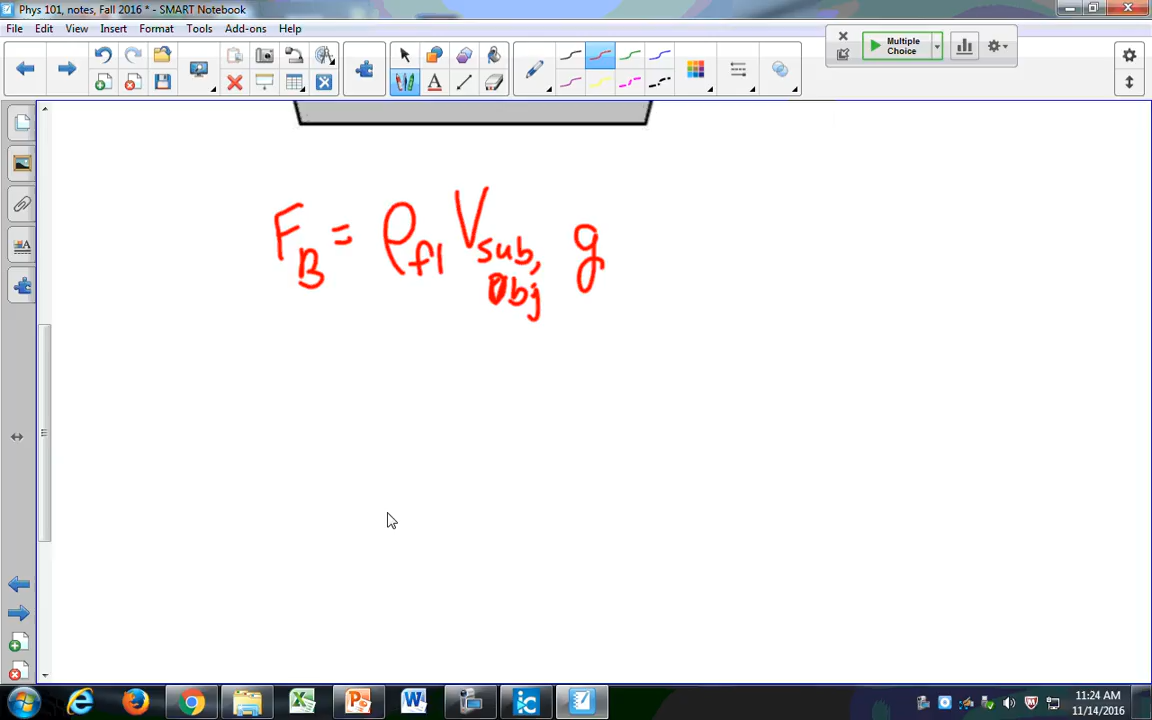 Phys 101, notes, Fall 2016 * - SMART Notebook
File Edit View Insert Format Tools Add-ons Help
Multiple
Choice
F_B = ρ_fl V_sub, obj g
11:24 AM
11/14/2016